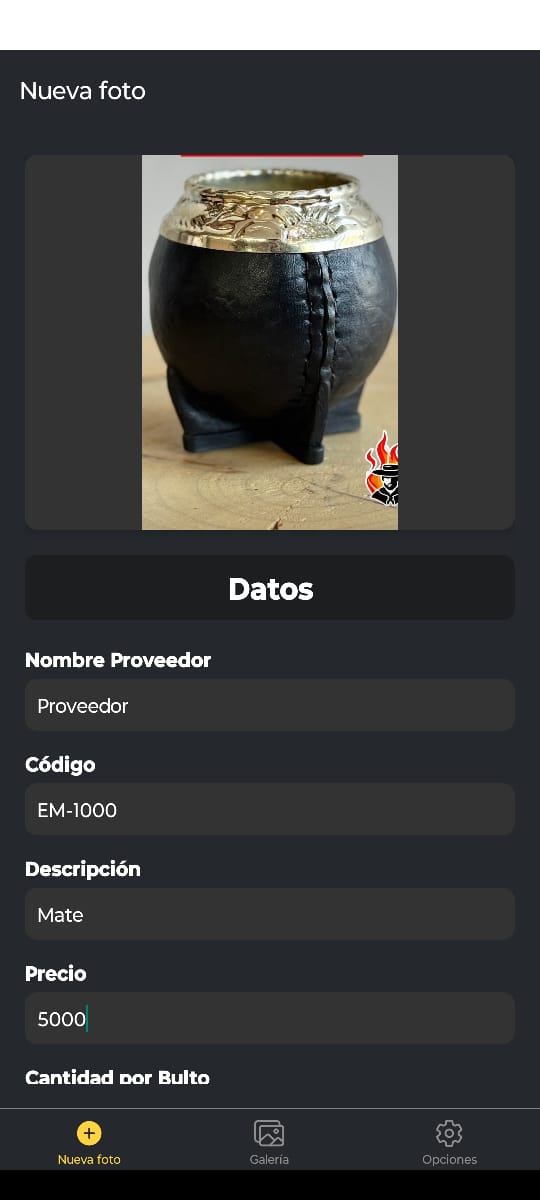 Nueva foto
Datos
Nombre Proveedor
Proveedor
Código
EM-1000
Descripción
Mate
Precio
5000
Cantidad por Bulto
Nueva foto
Galería
Opciones